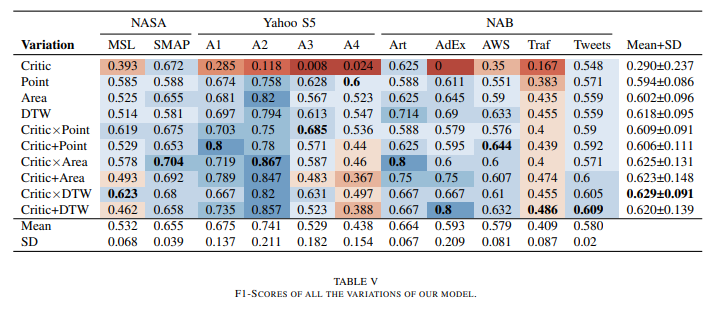 NASA Yahoo S5 NAB
Variation MSL SMAP A1 A2 A3 A4 Art AdEx AWS Traf Tweets Mean+SD
Critic 0.393 0.672 0.285 0.118 0.008 0.024 0.625 0 0.35 0.167 0.548 0.290±0.237
Point 0.585 0.588 0.674 0.758 0.628 0.6 0.588 0.611 0.551 0.383 0.571 0.594±0.086
Area 0.525 0.655 0.681 0.82 0.567 0.523 0.625 0.645 0.59 0.435 0.559 0.602±0.096
DTW 0.514 0.581 0.697 0.794 0.613 0.547 0.714 0.69 0.633 0.455 0.559 0.618±0.095
Critic×Point 0.619 0.675 0.703 0.75 0.685 0.536 0.588 0.579 0.576 0.4 0.59 0.609±0.091
Critic+Point 0.529 0.653 0.8 0.78 0.571 0.44 0.625 0.595 0.644 0.439 0.592 0.606±0.111
Critic×Area 0.578 0.704 0.719 0.867 0.587 0.46 0.8 0.6 0.6 0.4 0.571 0.625±0.131
Critic+Area 0.493 0.692 0.789 0.847 0.483 0.367 0.75 0.75 0.607 0.474 0.6 0.623±0.148
Critic×DTW 0.623 0.68 0.667 0.82 0.631 0.497 0.667 0.667 0.61 0.455 0.605 0.629±0.091
Critic+DTW 0.462 0.658 0.735 0.857 0.523 0.388 0.667 0.8 0.632 0.486 0.609 0.620±0.139
Mean 0.532 0.655 0.675 0.741 0.529 0.438 0.664 0.593 0.579 0.409 0.580
SD 0.068 0.039 0.137 0.211 0.182 0.154 0.067 0.209 0.081 0.087 0.02
TABLE V
F1-SCORES OF ALL THE VARIATIONS OF OUR MODEL.